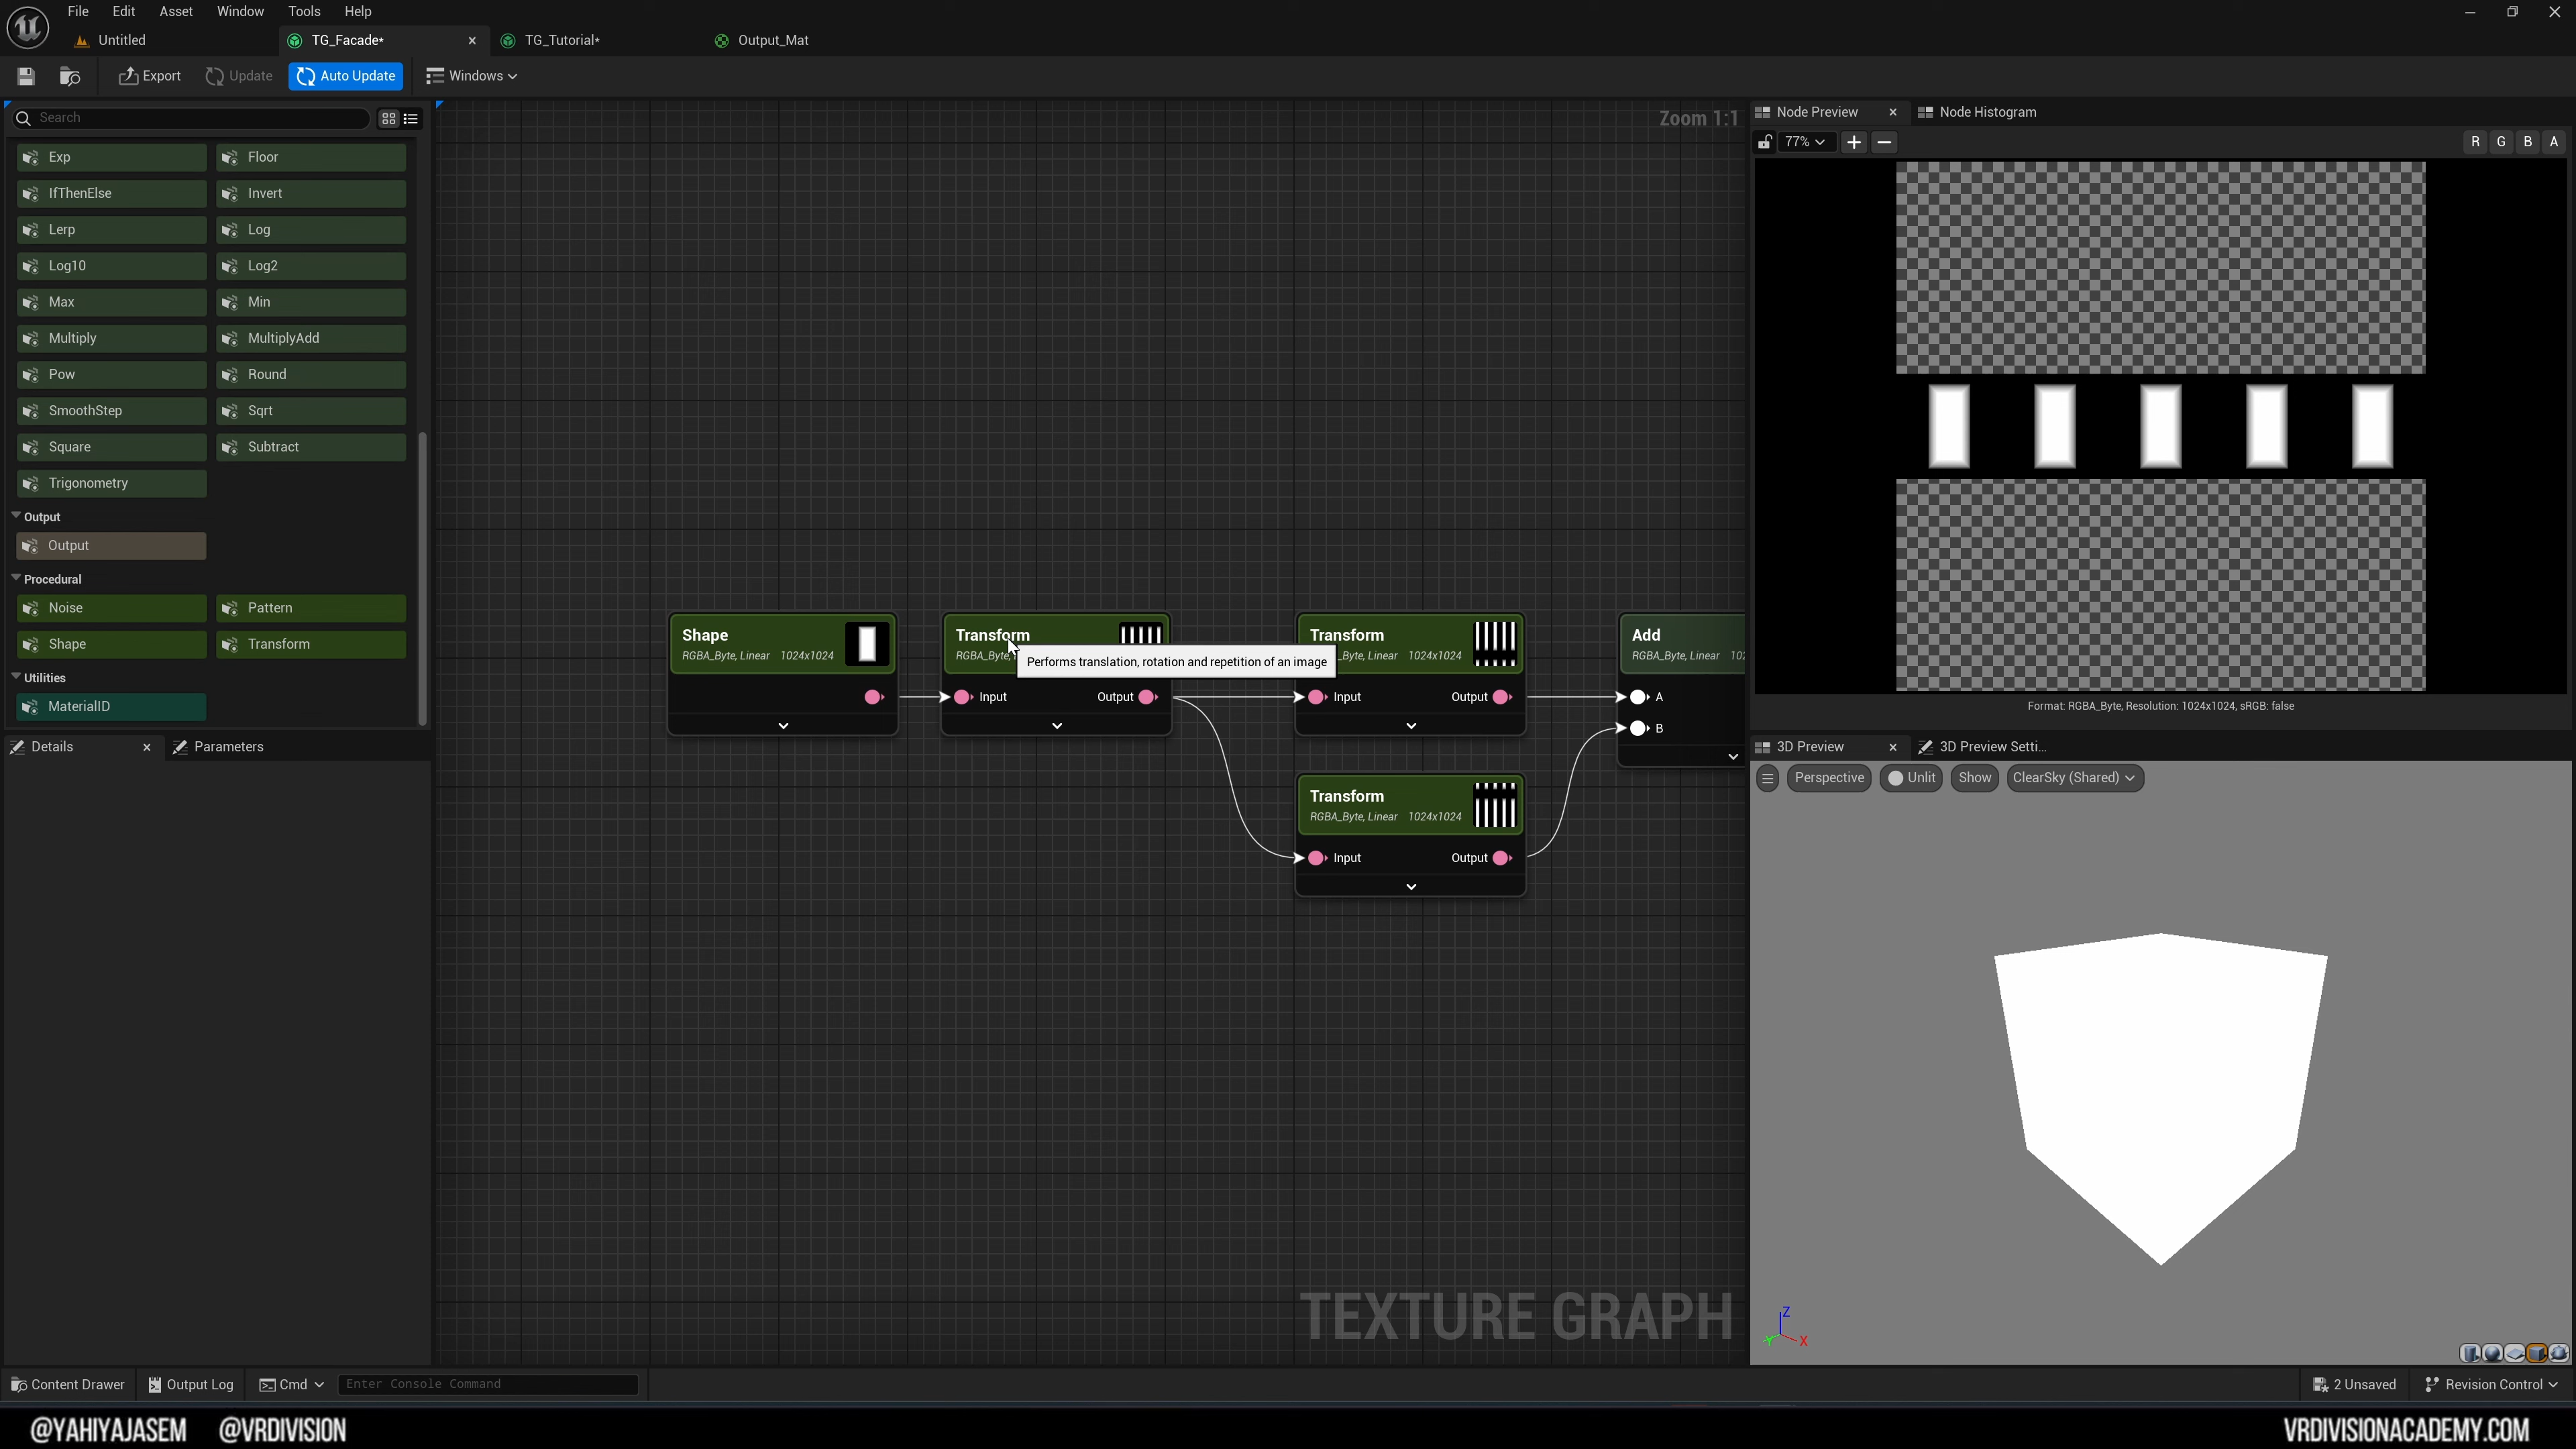 File Edit Asset Window Tools Help
Untitled TG_Facade* TG_Tutorial* Output_Mat
Export Update Auto Update Windows
Search
Zoom 1:1
Node Preview Node Histogram
77% R G B A
Exp Floor
IfThenElse Invert
Lerp Log
Log10 Log2
Max Min
Multiply MultiplyAdd
Pow Round
SmoothStep Sqrt
Square Subtract
Trigonometry
Output
Output
Procedural
Noise Pattern
Shape Transform
Utilities
MaterialID
Details Parameters
Shape
RGBA_Byte, Linear 1024x1024
Transform
RGBA_Byte,
Input Output
Performs translation, rotation and repetition of an image
Transform
Byte, Linear 1024x1024
Input Output
Add
RGBA_Byte, Linear 102
A
B
Transform
RGBA_Byte, Linear 1024x1024
Input Output
TEXTURE GRAPH
Format: RGBA_Byte, Resolution: 1024x1024, sRGB: false
3D Preview 3D Preview Setti...
Perspective Unlit Show ClearSky (Shared)
Z
Y X
Content Drawer Output Log Cmd Enter Console Command 2 Unsaved Revision Control
@YAHIYAJASEM @VRDIVISION VRDIVISIONACADEMY.COM